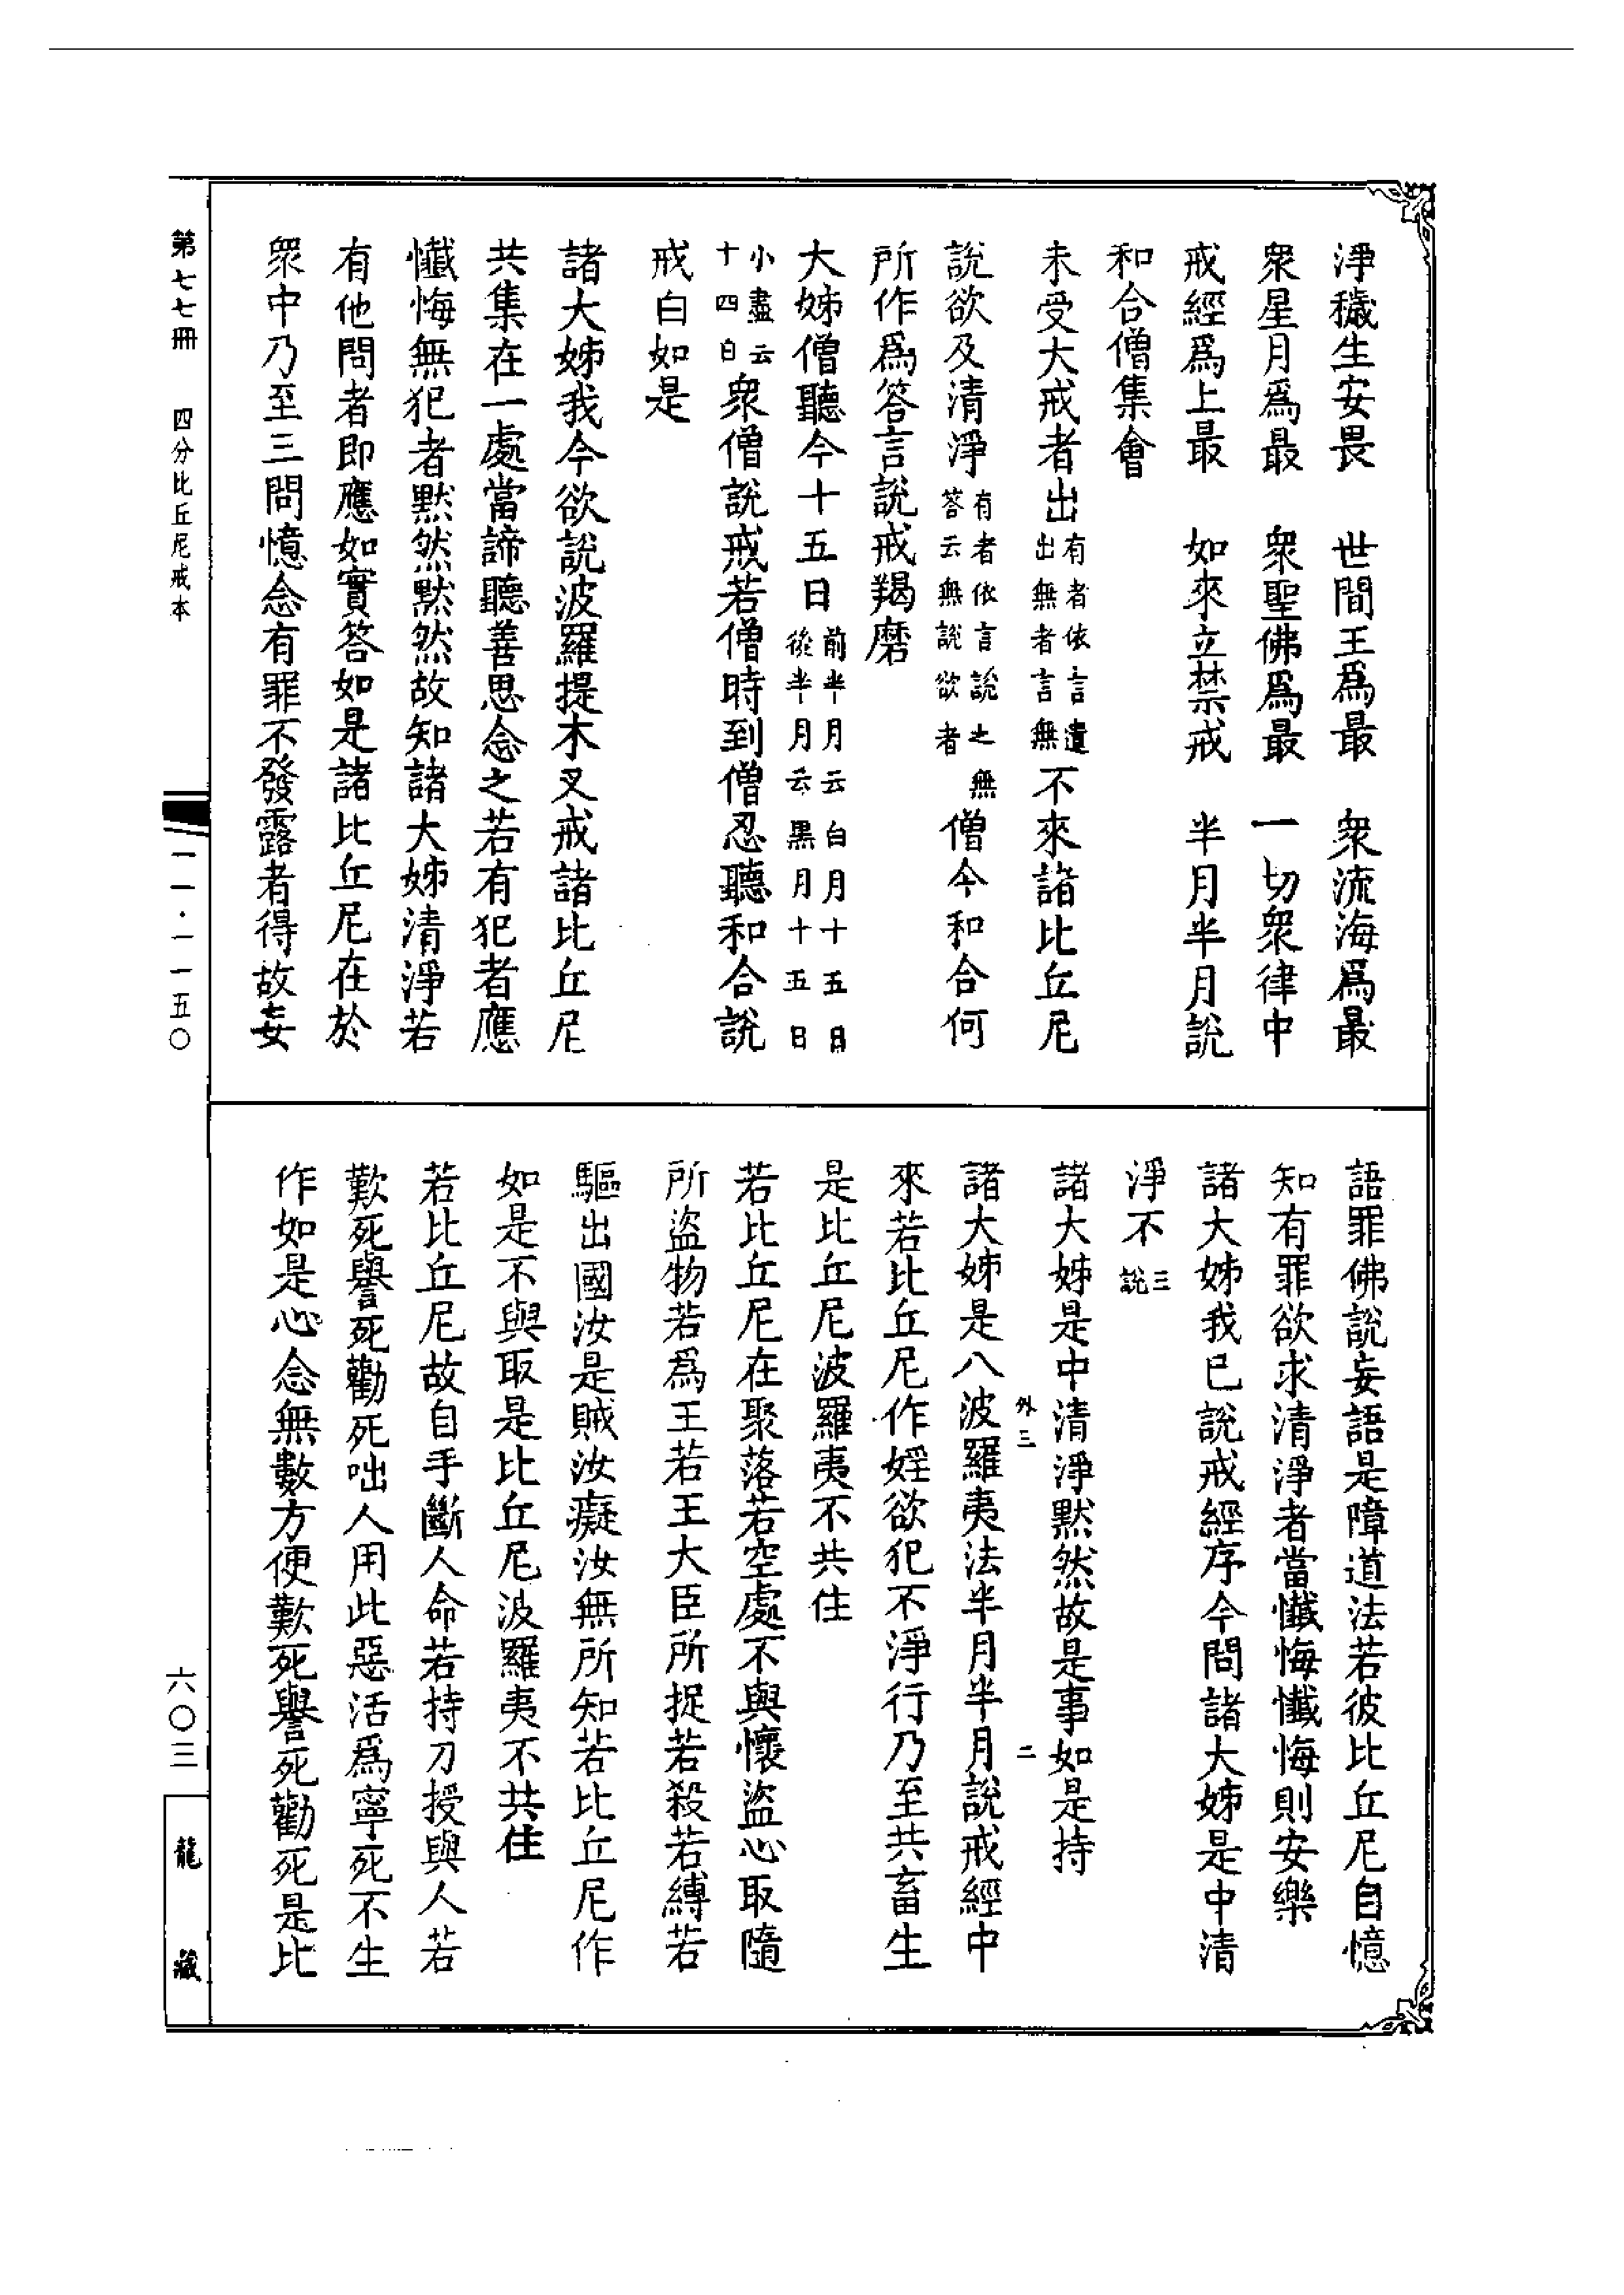 淨穢生安畏　世間王爲最　衆流海爲最
衆星月爲最　衆聖佛爲最　一切衆律中
戒經爲上最　如來立禁戒　半月半月說
和合僧集會
未受大戒者出有者依言遣出無者言無不來諸比丘尼
說欲及清淨有者依言說之無答云無說欲者僧今和合何
所作爲答言說戒羯磨
大姊僧聽今十五日前半月云白月十五日後半月云黑月十五日
小盡云十四日衆僧說戒若僧時到僧忍聽和合說
戒白如是
諸大姊我今欲說波羅提木叉戒諸比丘尼
共集在一處當諦聽善思念之若有犯者應
懺悔無犯者默然默然故知諸大姊清淨若
有他問者即應如實答如是諸比丘尼在於
衆中乃至三問憶念有罪不發露者得故妄
語罪佛說妄語是障道法若彼比丘尼自憶
知有罪欲求清淨者當懺悔懺悔則安樂
諸大姊我已說戒經序今問諸大姊是中清
淨不三說
諸大姊是中清淨默然故是事如是持
外三　二
諸大姊是八波羅夷法半月半月說戒經中
來若比丘尼作婬欲犯不淨行乃至共畜生
是比丘尼波羅夷不共住
若比丘尼在聚落若空處不與懷盜心取隨
所盜物若爲王若王大臣所捉若殺若縛若
驅出國汝是賊汝癡汝無所知若比丘尼作
如是不與取是比丘尼波羅夷不共住
若比丘尼故自手斷人命若持刀授與人若
歎死譽死勸死咄人用此惡活爲寧死不生
作如是心念無數方便歎死譽死勸死是比
第七七冊　四分比丘尼戒本　一一·一一五〇
六〇三
龍藏